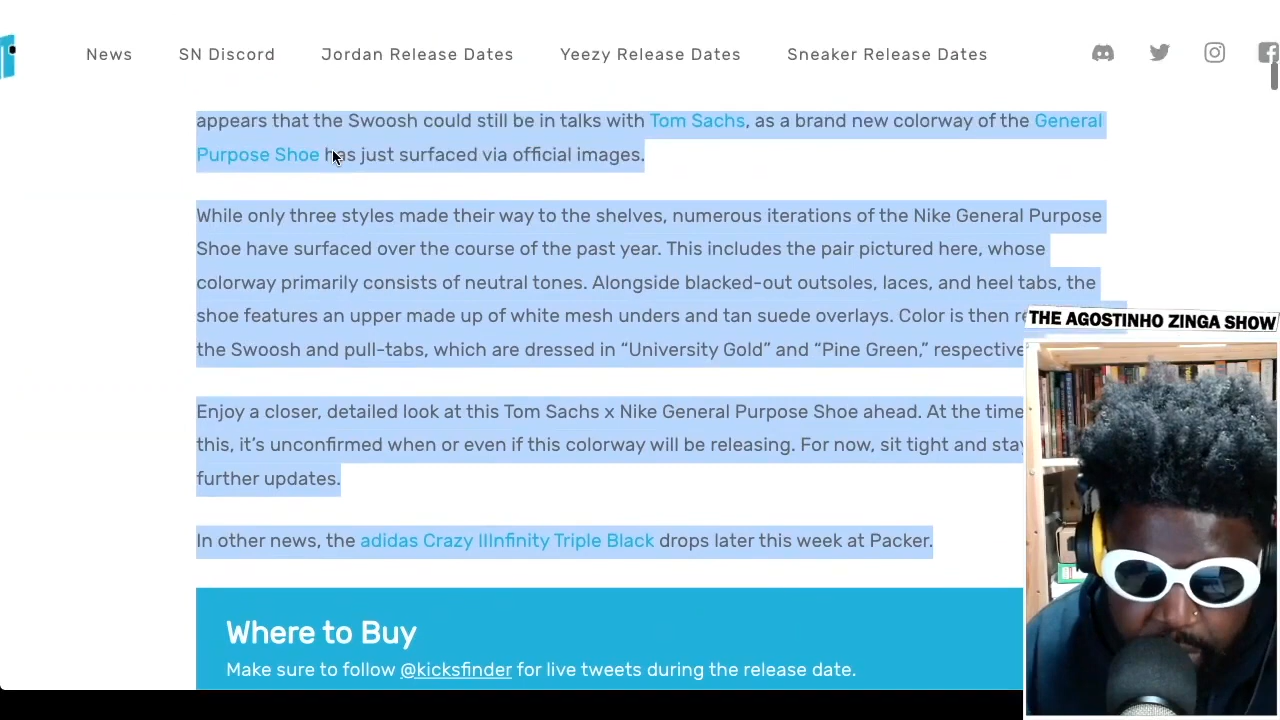 News SN Discord Jordan Release Dates Yeezy Release Dates Sneaker Release Dates
appears that the Swoosh could still be in talks with Tom Sachs, as a brand new colorway of the General
Purpose Shoe has just surfaced via official images.
While only three styles made their way to the shelves, numerous iterations of the Nike General Purpose
Shoe have surfaced over the course of the past year. This includes the pair pictured here, whose
colorway primarily consists of neutral tones. Alongside blacked-out outsoles, laces, and heel tabs, the
shoe features an upper made up of white mesh unders and tan suede overlays. Color is then
the Swoosh and pull-tabs, which are dressed in “University Gold” and “Pine Green,”
Enjoy a closer, detailed look at this Tom Sachs x Nike General Purpose Shoe ahead. At the time
this, it’s unconfirmed when or even if this colorway will be releasing. For now, sit tight and
further updates.
In other news, the adidas Crazy IIInfinity Triple Black drops later this week at Packer.
Where to Buy
Make sure to follow @kicksfinder for live tweets during the release date.
THE AGOSTINHO ZINGA SHOW